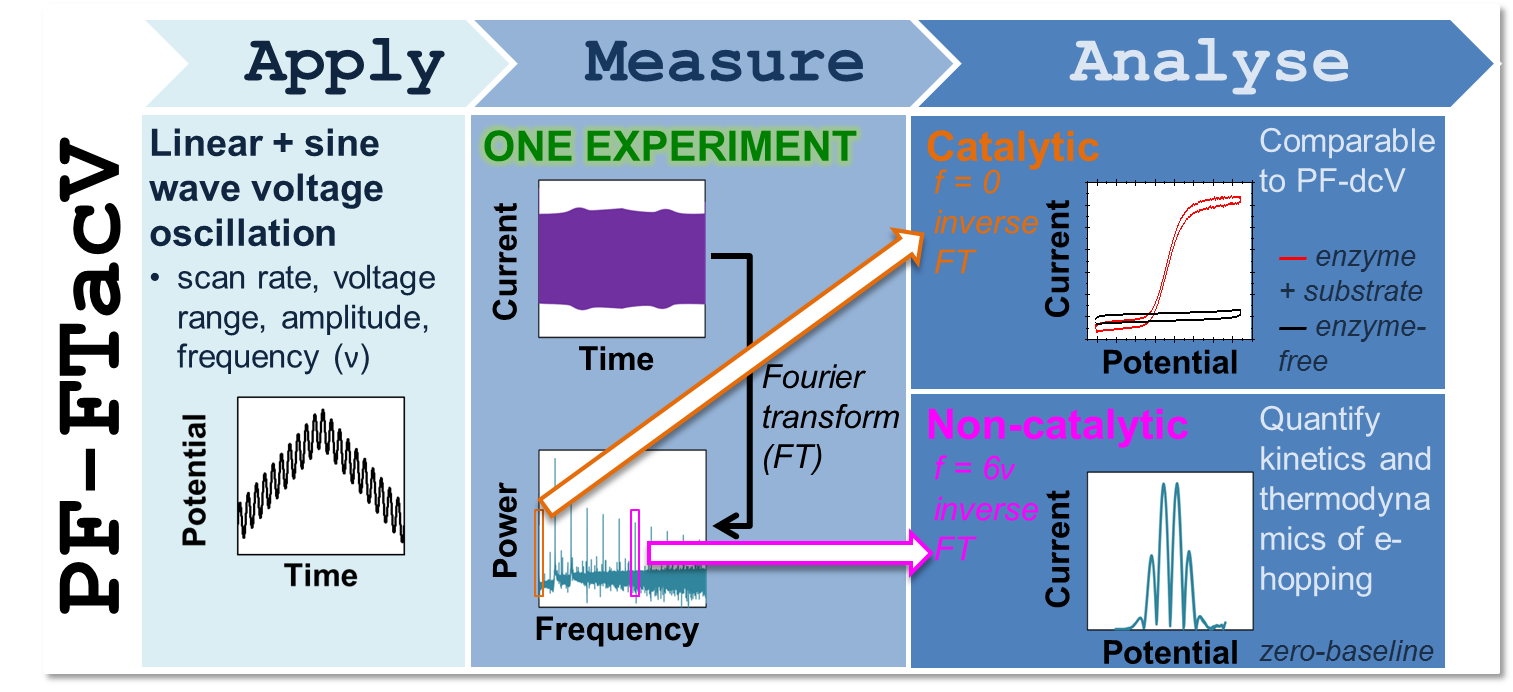 PF-FTacV
Apply
Measure
Analyse
Linear + sine
wave voltage
oscillation
• scan rate, voltage
range, amplitude,
frequency (ν)
Potential
Time
ONE EXPERIMENT
Current
Time
Fourier
transform
(FT)
Power
Frequency
Catalytic
f = 0
inverse
FT
Current
Potential
Comparable
to PF-dcV
— enzyme
+ substrate
— enzyme-
free
Non-catalytic
f = 6ν
inverse
FT
Current
Potential
Quantify
kinetics and
thermodyna
mics of e-
hopping
zero-baseline